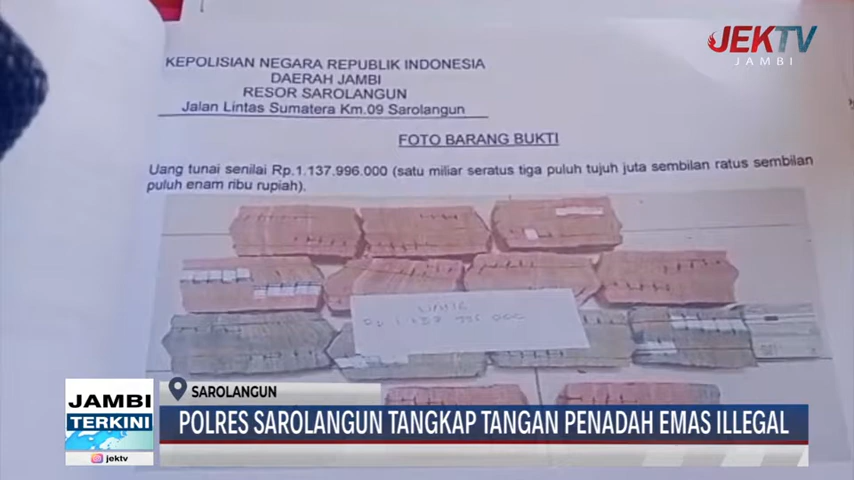 JEKTV
JAMBI
KEPOLISIAN NEGARA REPUBLIK INDONESIA
DAERAH JAMBI
RESOR SAROLANGUN
Jalan Lintas Sumatera Km.09 Sarolangun
FOTO BARANG BUKTI
Uang tunai senilai Rp.1.137.996.000 (satu miliar seratus tiga puluh tujuh juta sembilan ratus sembilan
puluh enam ribu rupiah).
JAMBI
TERKINI
jektv
SAROLANGUN
POLRES SAROLANGUN TANGKAP TANGAN PENADAH EMAS ILLEGAL